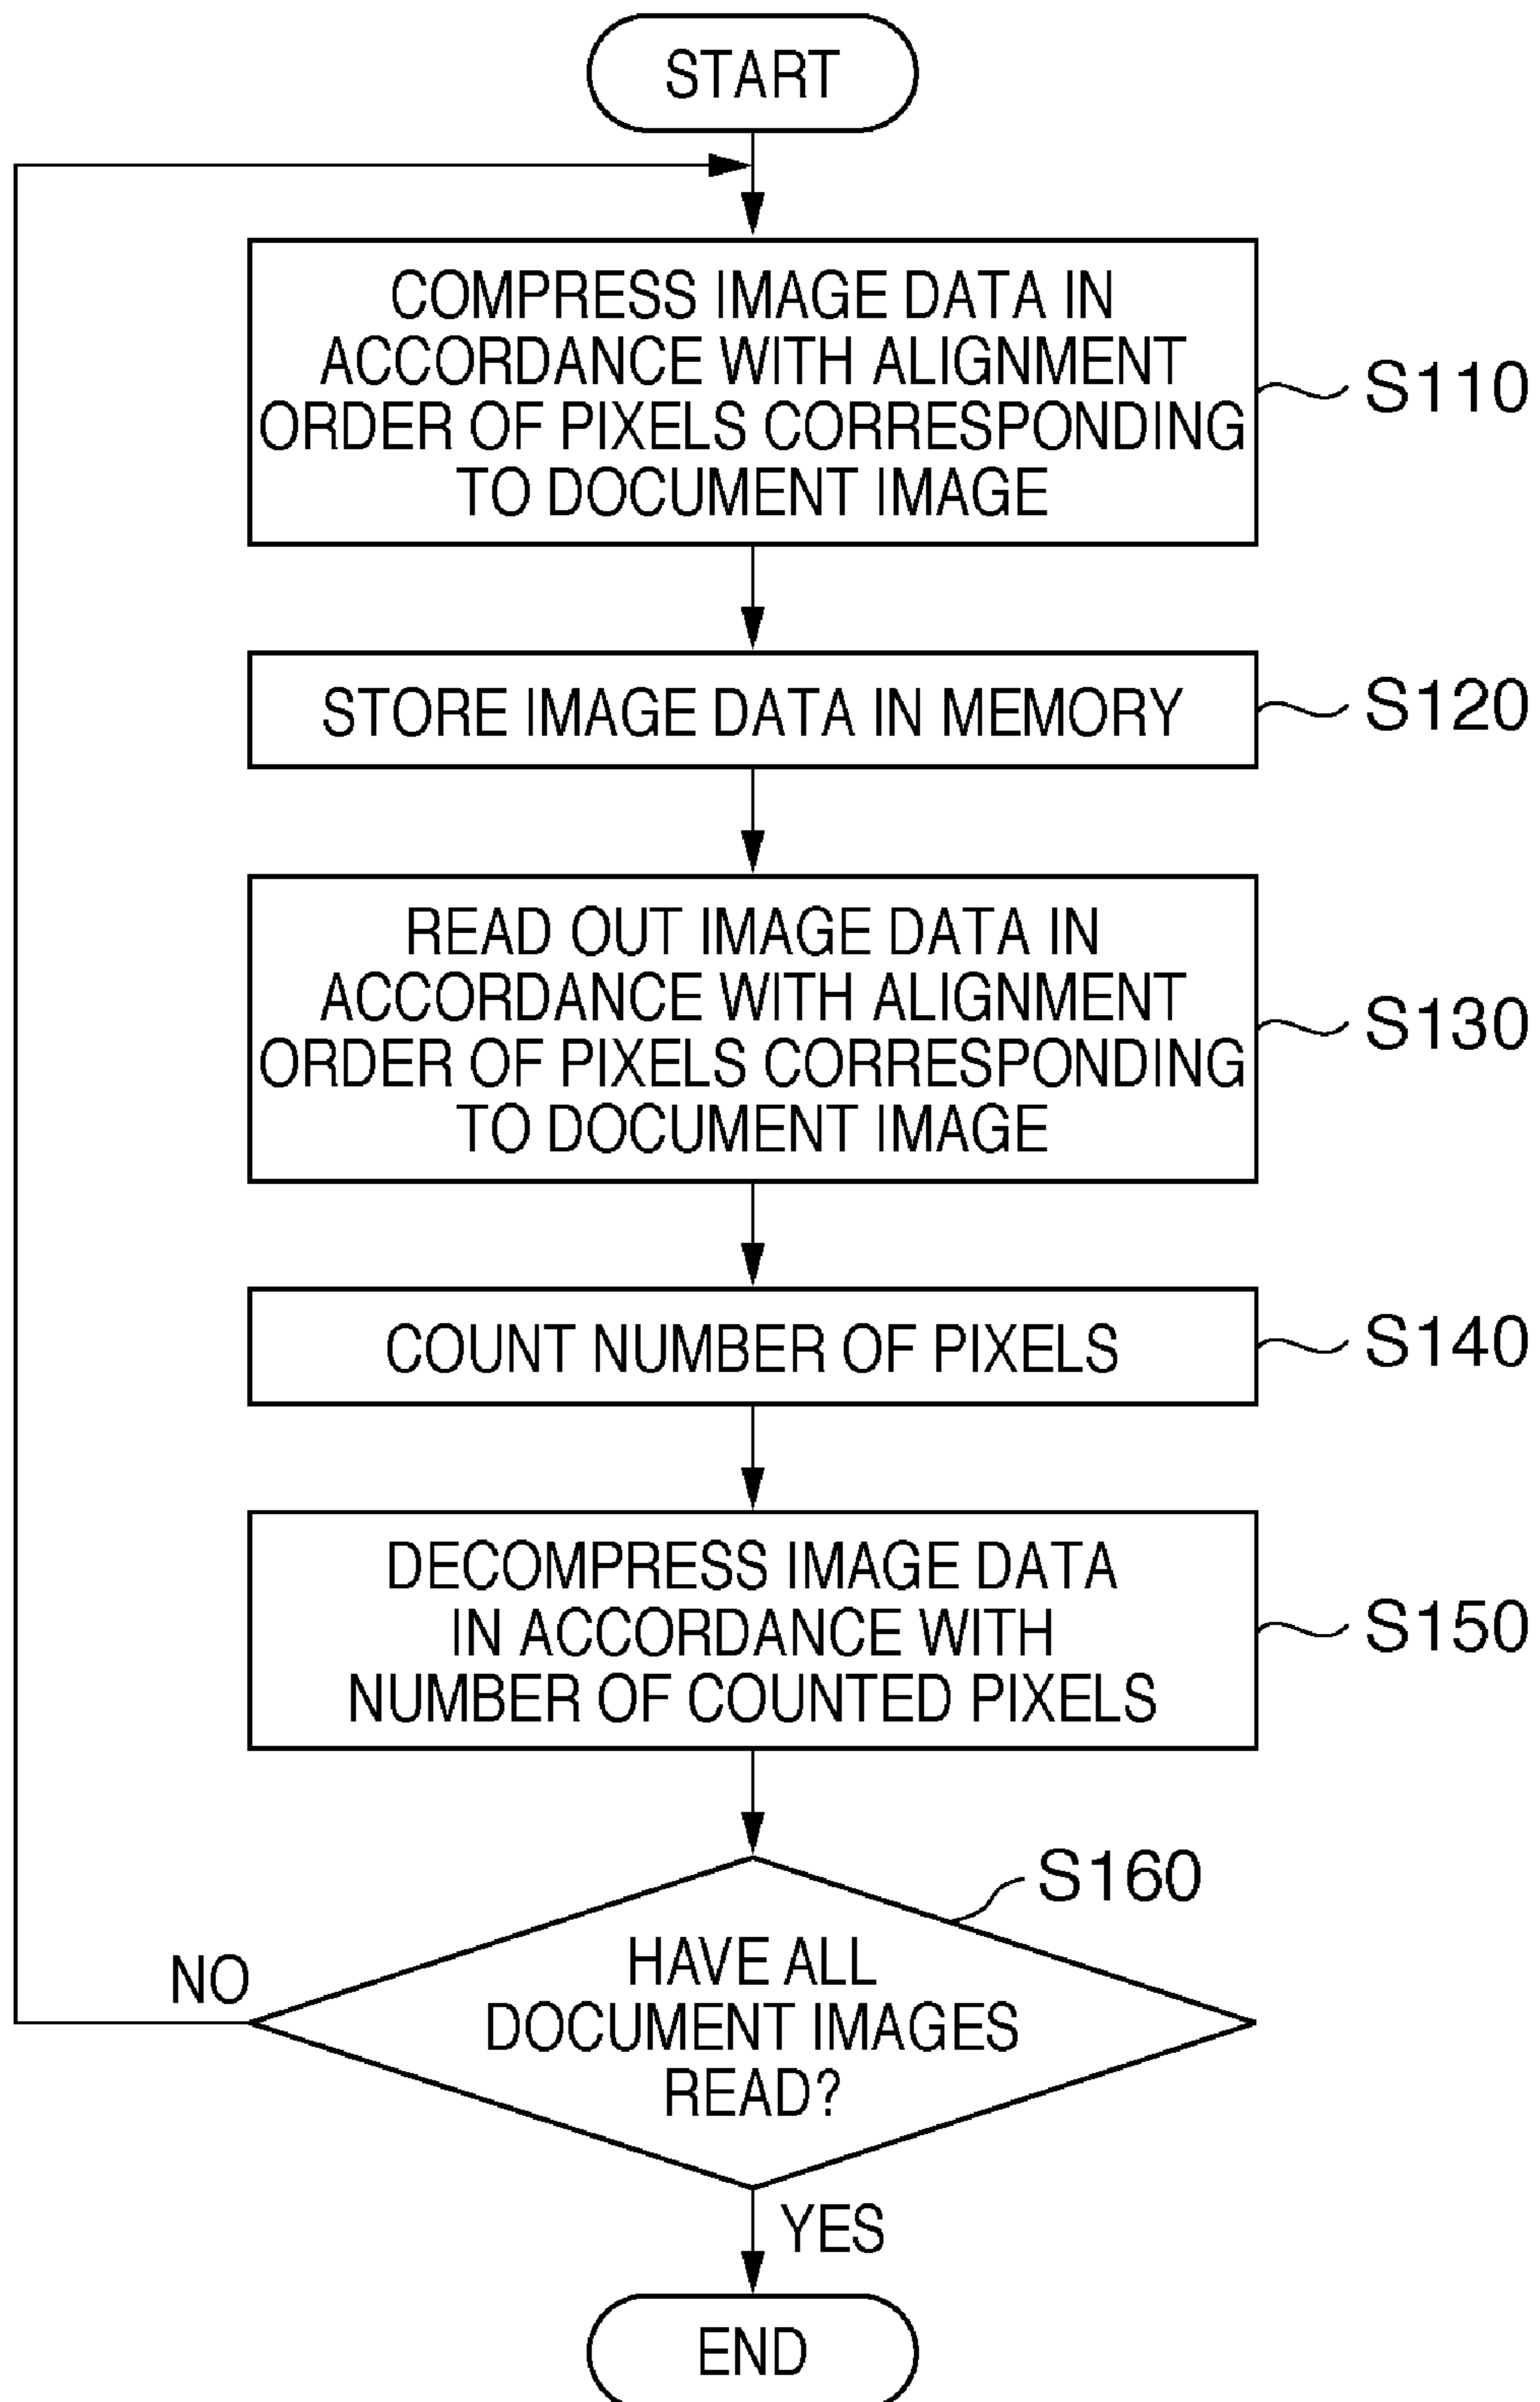 START
COMPRESS IMAGE DATA IN
ACCORDANCE WITH ALIGNMENT
ORDER OF PIXELS CORRESPONDING
TO DOCUMENT IMAGE
S110
STORE IMAGE DATA IN MEMORY
S120
READ OUT IMAGE DATA IN
ACCORDANCE WITH ALIGNMENT
ORDER OF PIXELS CORRESPONDING
TO DOCUMENT IMAGE
S130
COUNT NUMBER OF PIXELS
S140
DECOMPRESS IMAGE DATA
IN ACCORDANCE WITH
NUMBER OF COUNTED PIXELS
S150
S160
HAVE ALL
DOCUMENT IMAGES
READ?
NO
YES
END